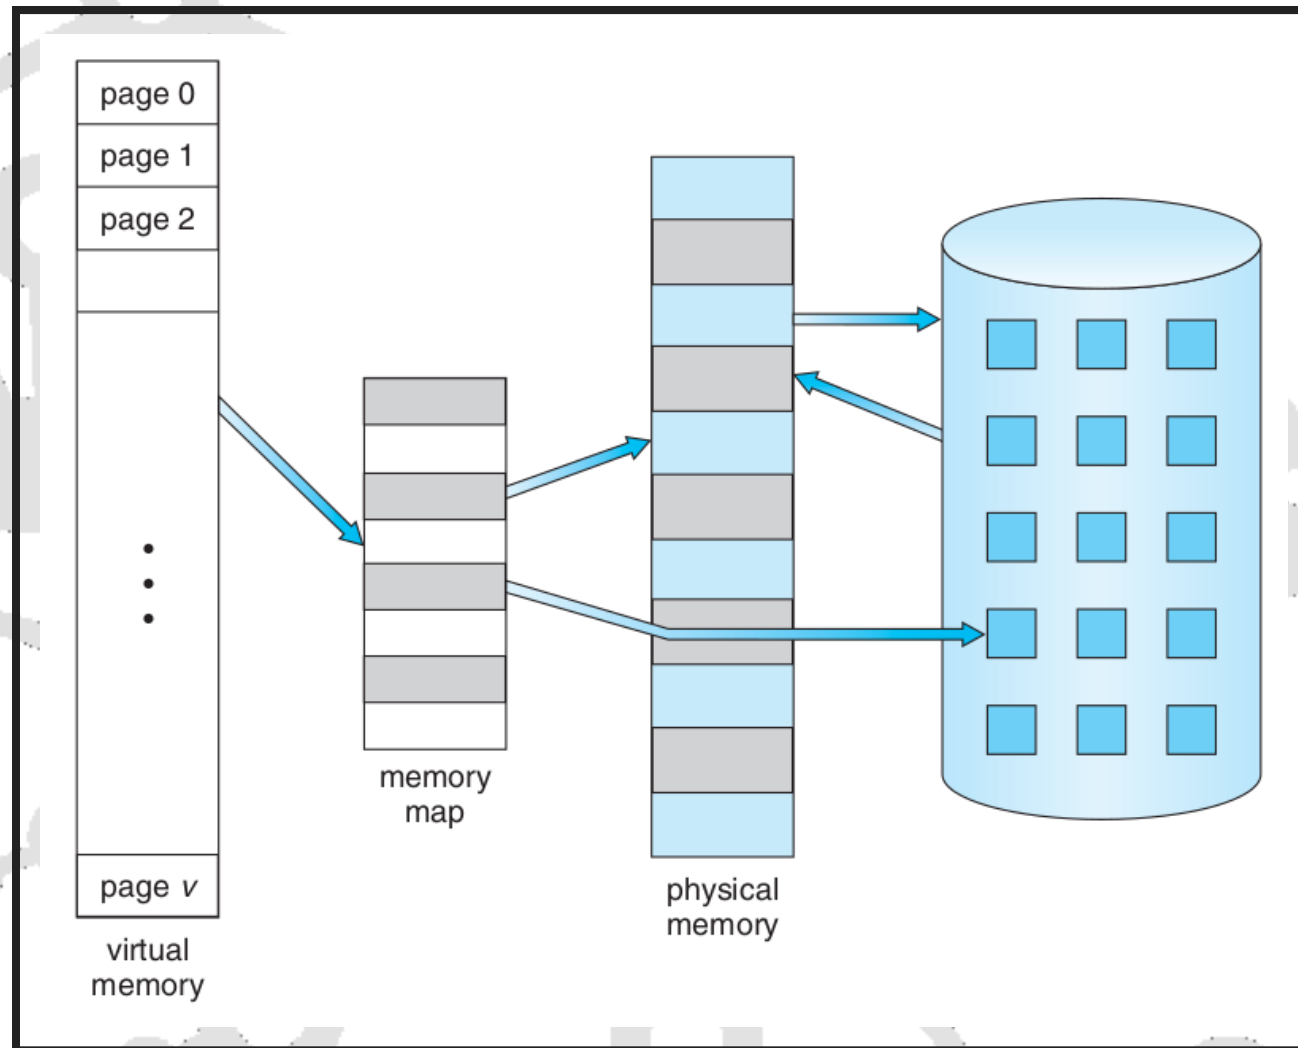 page 0
page 1
page 2
page v
virtual
memory
memory
map
physical
memory